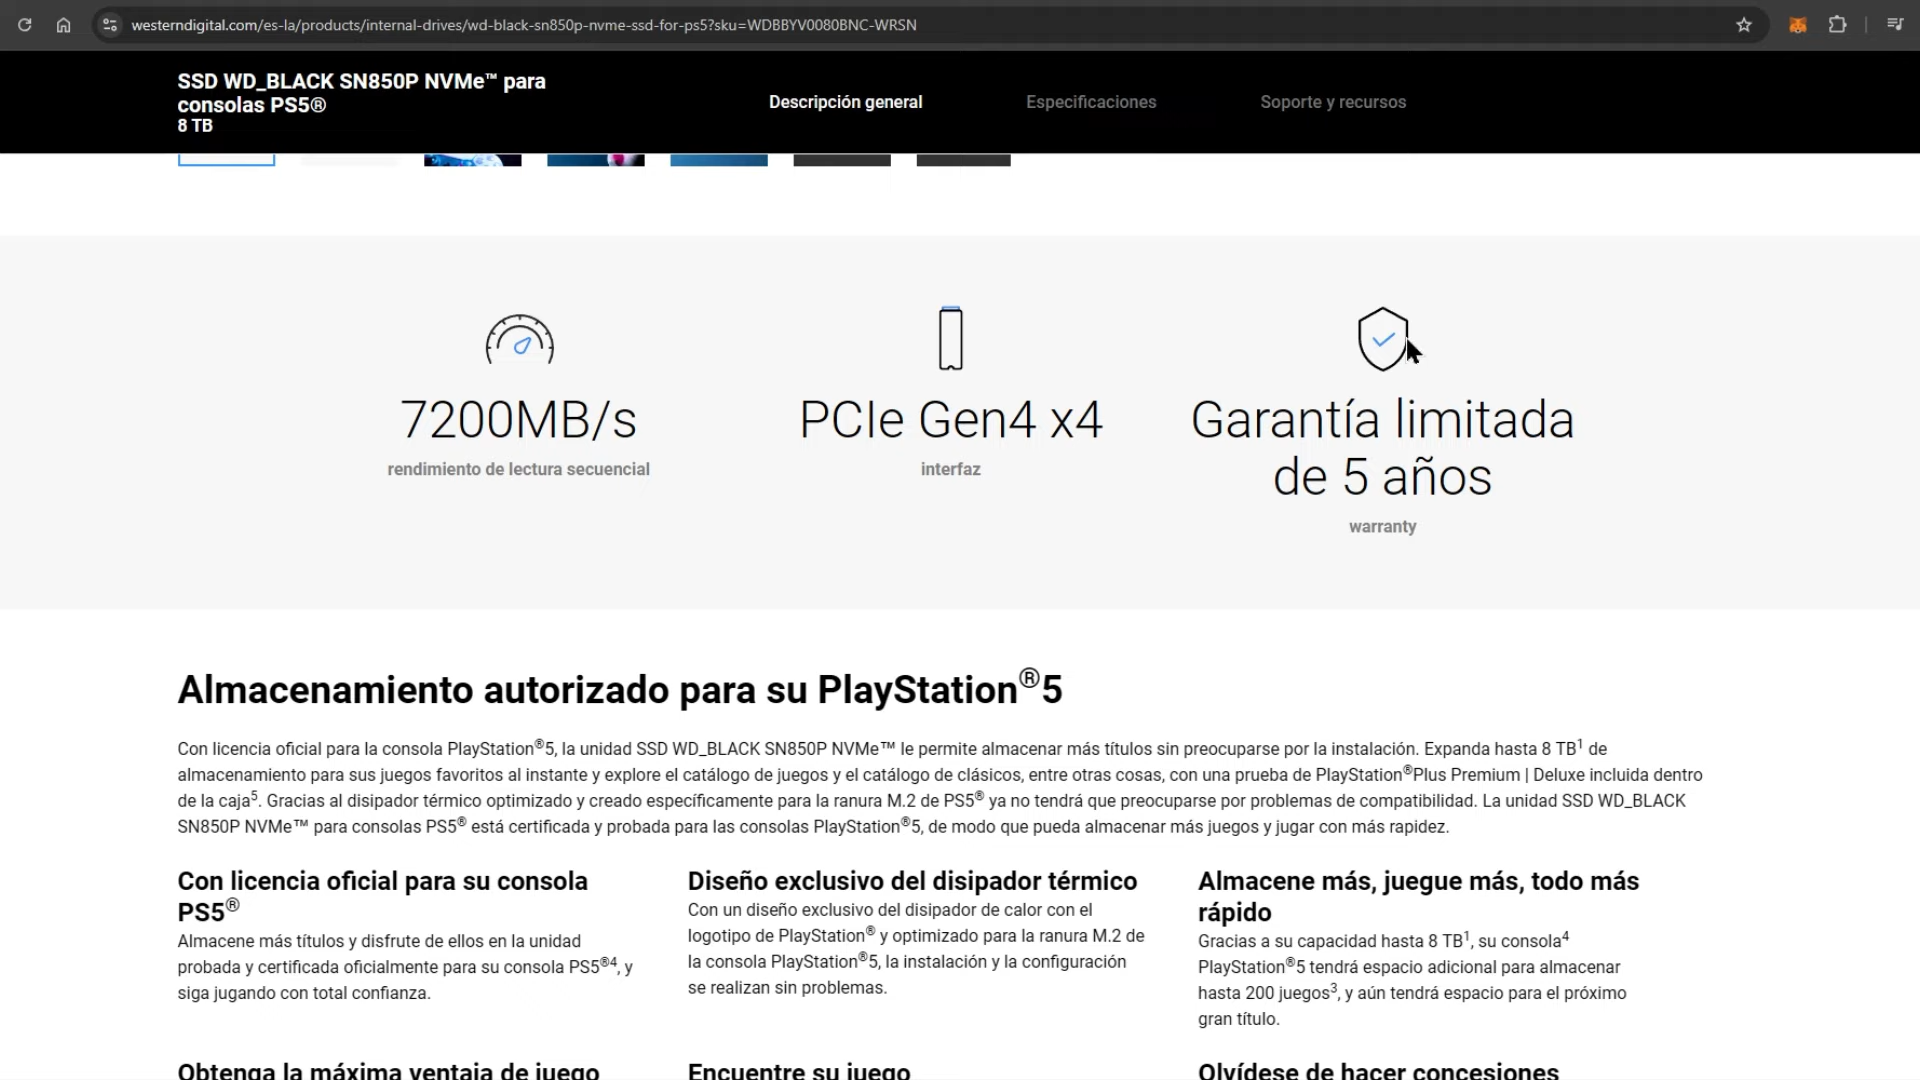 westerndigital.com/es-la/products/internal-drives/wd-black-sn850p-nvme-ssd-for-ps5?sku=WDBBYV0080BNC-WRSN
SSD WD_BLACK SN850P NVMe™ para
consolas PS5®
8 TB
Descripción general
Especificaciones
Soporte y recursos
7200MB/s
rendimiento de lectura secuencial
PCIe Gen4 x4
interfaz
Garantía limitada
de 5 años
warranty
Almacenamiento autorizado para su PlayStation®5
Con licencia oficial para la consola PlayStation®5, la unidad SSD WD_BLACK SN850P NVMe™ le permite almacenar más títulos sin preocuparse por la instalación. Expanda hasta 8 TB¹ de
almacenamiento para sus juegos favoritos al instante y explore el catálogo de juegos y el catálogo de clásicos, entre otras cosas, con una prueba de PlayStation®Plus Premium | Deluxe incluida dentro
de la caja⁵. Gracias al disipador térmico optimizado y creado específicamente para la ranura M.2 de PS5® ya no tendrá que preocuparse por problemas de compatibilidad. La unidad SSD WD_BLACK
SN850P NVMe™ para consolas PS5® está certificada y probada para las consolas PlayStation®5, de modo que pueda almacenar más juegos y jugar con más rapidez.
Con licencia oficial para su consola
PS5®
Almacene más títulos y disfrute de ellos en la unidad
probada y certificada oficialmente para su consola PS5®⁴, y
siga jugando con total confianza.
Diseño exclusivo del disipador térmico
Con un diseño exclusivo del disipador de calor con el
logotipo de PlayStation® y optimizado para la ranura M.2 de
la consola PlayStation®5, la instalación y la configuración
se realizan sin problemas.
Almacene más, juegue más, todo más
rápido
Gracias a su capacidad hasta 8 TB¹, su consola⁴
PlayStation®5 tendrá espacio adicional para almacenar
hasta 200 juegos³, y aún tendrá espacio para el próximo
gran título.
Obtenga la máxima ventaja de juego
Encuentre su juego
Olvídese de hacer concesiones